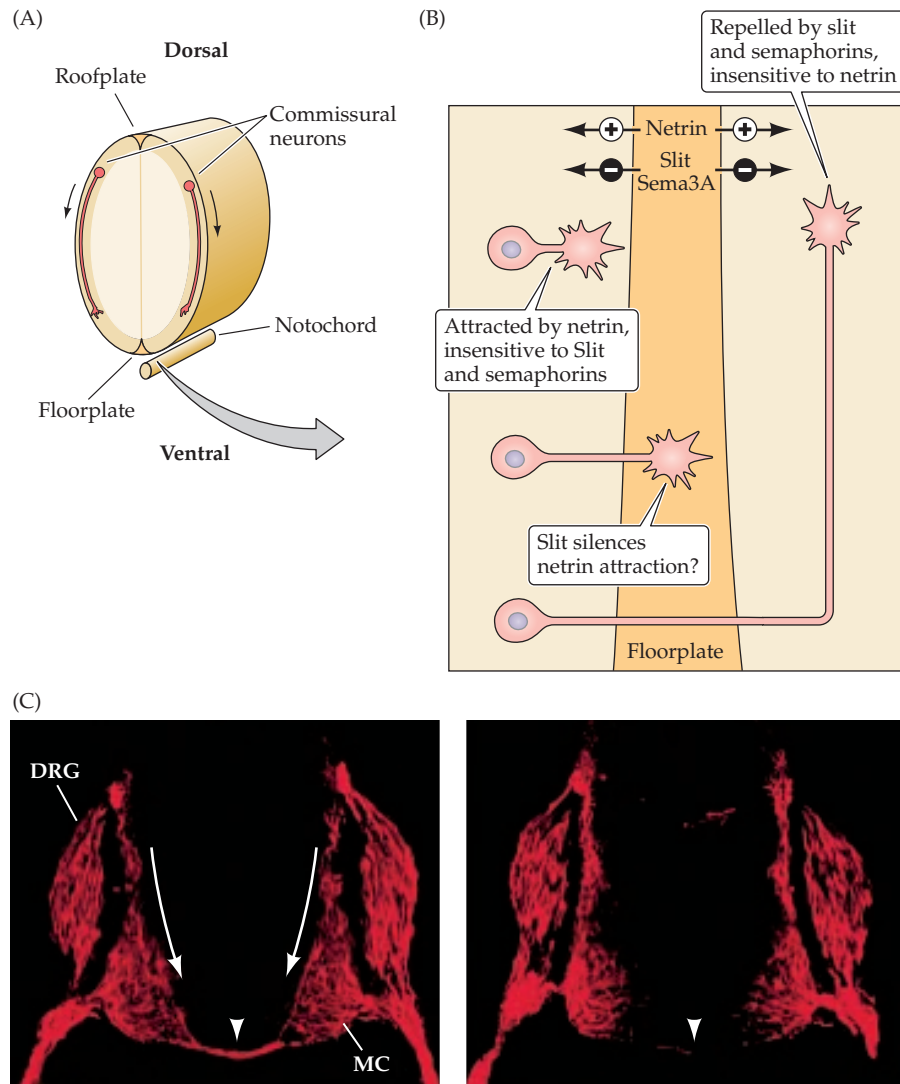 (A)
Dorsal
Roofplate
Commissural
neurons
Notochord
Floorplate
Ventral
(B)
Repelled by slit
and semaphorins,
insensitive to netrin
Netrin
Slit
Sema3A
Attracted by netrin,
insensitive to Slit
and semaphorins
Slit silences
netrin attraction?
Floorplate
(C)
DRG
MC